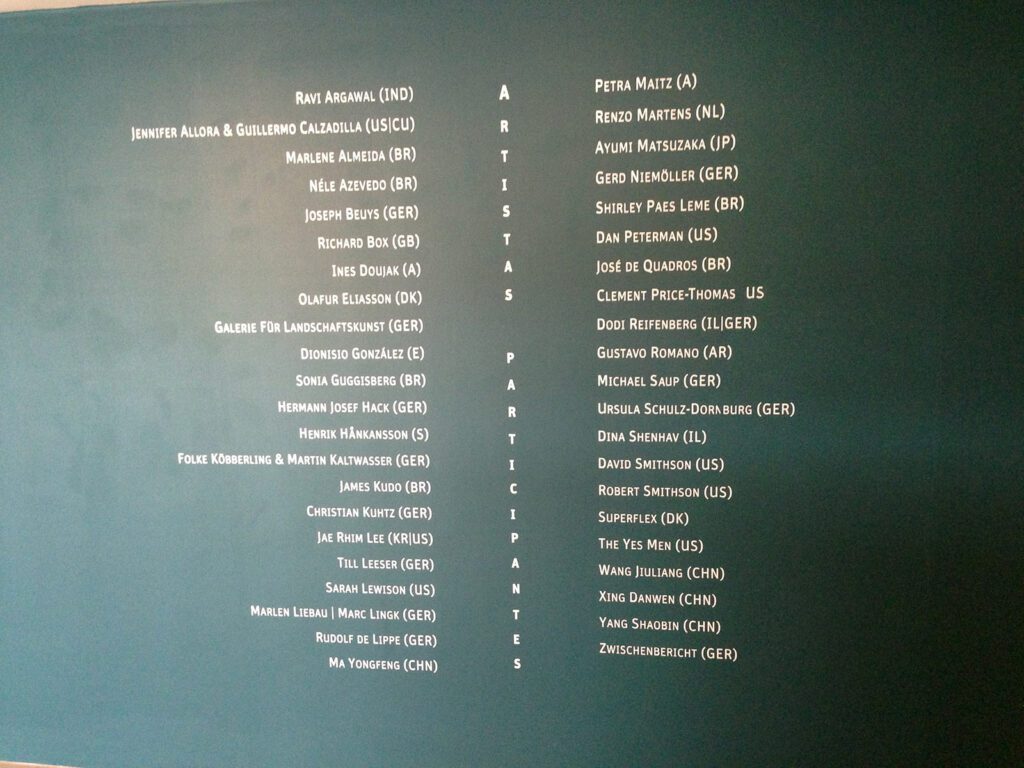 Ravi Argawal (IND)
Jennifer Allora & Guillermo Calzadilla (US|CU)
Marlene Almeida (BR)
Néle Azevedo (BR)
Joseph Beuys (GER)
Richard Box (GB)
Ines Doujak (A)
Olafur Eliasson (DK)
Galerie Für Landschaftskunst (GER)
Dionisio González (E)
Sonia Guggisberg (BR)
Hermann Josef Hack (GER)
Henrik Hånkansson (S)
Folke Köbberling & Martin Kaltwasser (GER)
James Kudo (BR)
Christian Kuhtz (GER)
Jae Rhim Lee (KR|US)
Till Leeser (GER)
Sarah Lewison (US)
Marlen Liebau | Marc Lingk (GER)
Rudolf de Lippe (GER)
Ma Yongfeng (CHN)
ARTISTAS PARTICIPANTES
Petra Maitz (A)
Renzo Martens (NL)
Ayumi Matsuzaka (JP)
Gerd Niemöller (GER)
Shirley Paes Leme (BR)
Dan Peterman (US)
José de Quadros (BR)
Clement Price-Thomas US
Dodi Reifenberg (IL|GER)
Gustavo Romano (AR)
Michael Saup (GER)
Ursula Schulz-Dornburg (GER)
Dina Shenhav (IL)
David Smithson (US)
Robert Smithson (US)
Superflex (DK)
The Yes Men (US)
Wang Jiuliang (CHN)
Xing Danwen (CHN)
Yang Shaobin (CHN)
Zwischenbericht (GER)